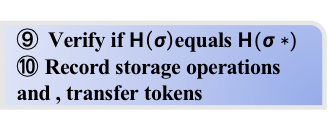 ⑨ Verify if H(σ)equals H(σ *)
⑩ Record storage operations
and , transfer tokens